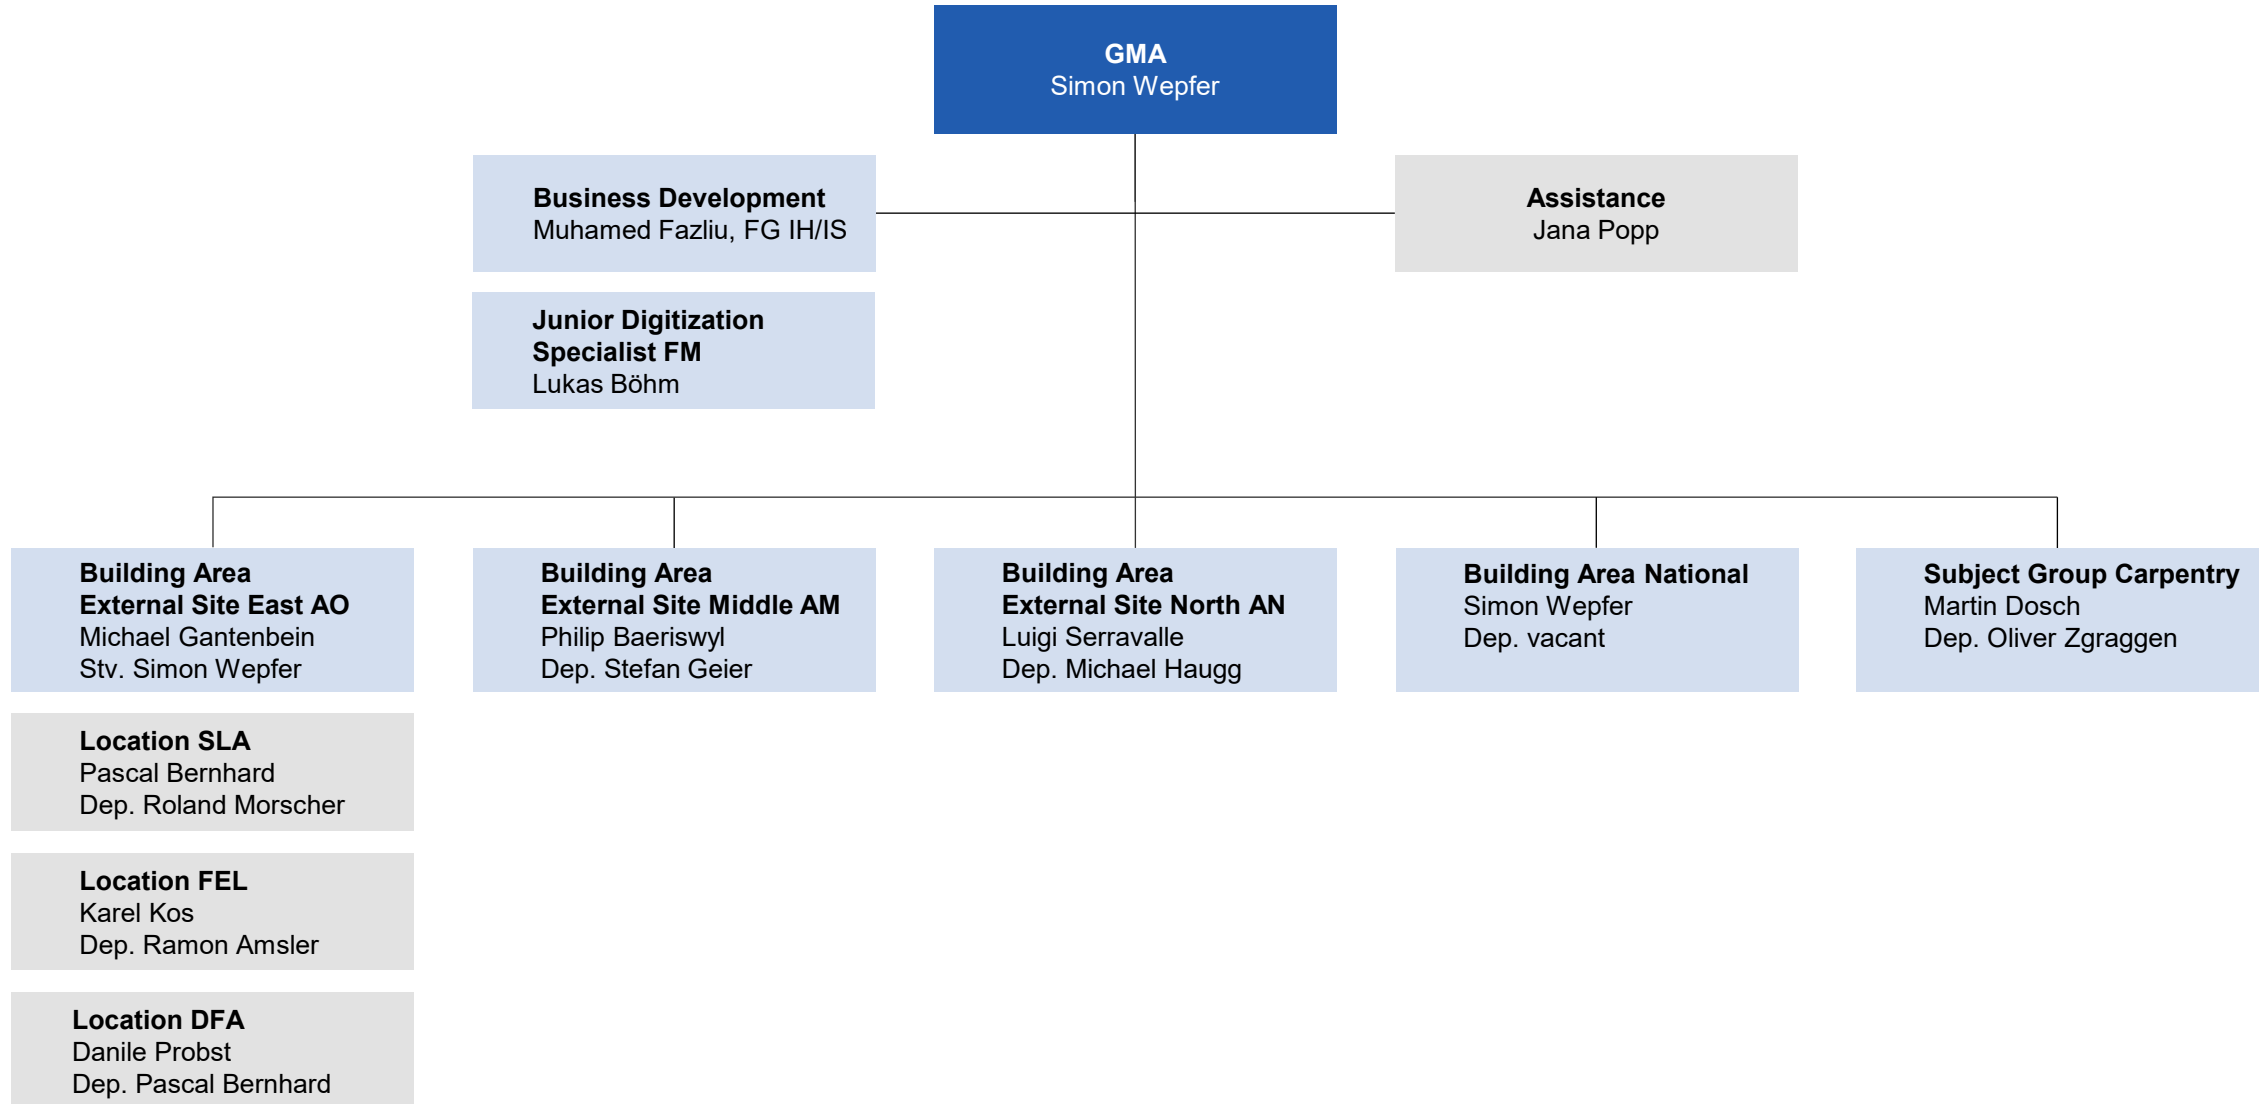 GMA
Simon Wepfer
Business Development
Muhamed Fazliu, FG IH/IS
Assistance
Jana Popp
Junior Digitization
Specialist FM
Lukas Böhm
Building Area
External Site East AO
Michael Gantenbein
Stv. Simon Wepfer
Building Area
External Site Middle AM
Philip Baeriswyl
Dep. Stefan Geier
Building Area
External Site North AN
Luigi Serravalle
Dep. Michael Haugg
Building Area National
Simon Wepfer
Dep. vacant
Subject Group Carpentry
Martin Dosch
Dep. Oliver Zgraggen
Location SLA
Pascal Bernhard
Dep. Roland Morscher
Location FEL
Karel Kos
Dep. Ramon Amsler
Location DFA
Danile Probst
Dep. Pascal Bernhard